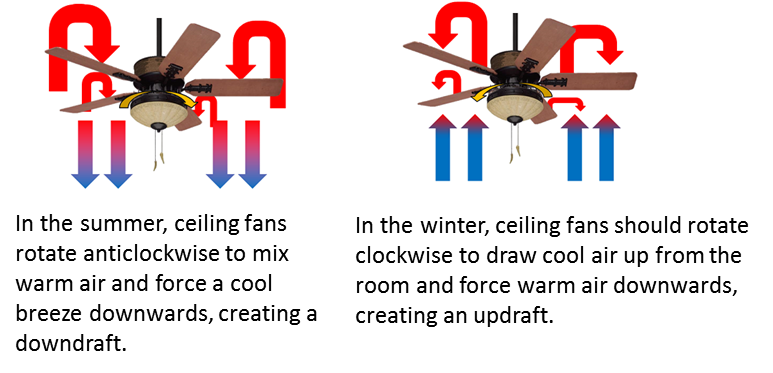 In the summer, ceiling fans
rotate anticlockwise to mix
warm air and force a cool
breeze downwards, creating a
downdraft.
In the winter, ceiling fans should rotate
clockwise to draw cool air up from the
room and force warm air downwards,
creating an updraft.